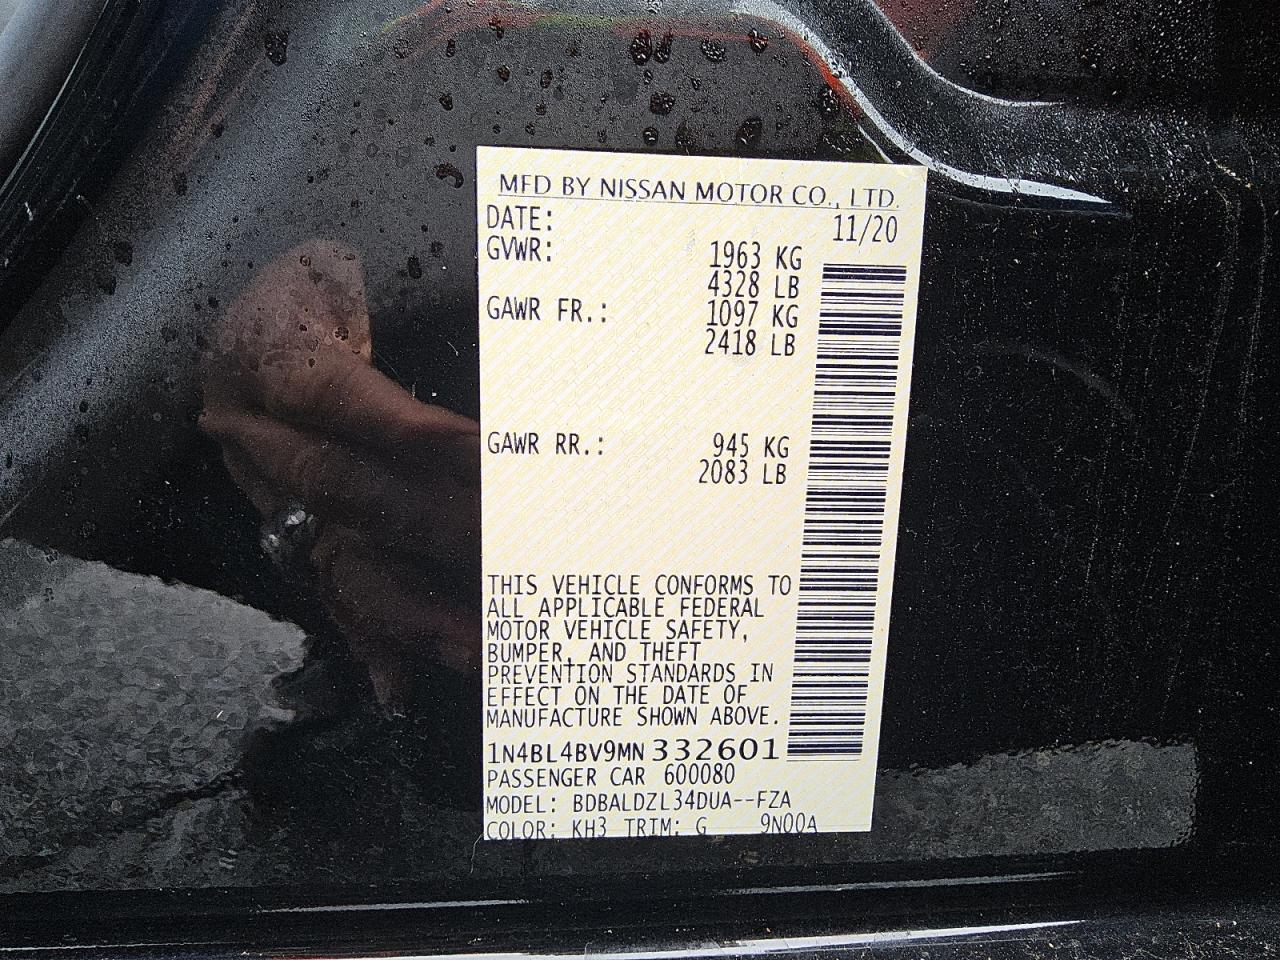 MFD BY NISSAN MOTOR CO., LTD.
DATE: 11/20
GVWR: 1963 KG
4328 LB
GAWR FR.: 1097 KG
2418 LB
GAWR RR.: 945 KG
2083 LB
THIS VEHICLE CONFORMS TO
ALL APPLICABLE FEDERAL
MOTOR VEHICLE SAFETY,
BUMPER, AND THEFT
PREVENTION STANDARDS IN
EFFECT ON THE DATE OF
MANUFACTURE SHOWN ABOVE.
1N4BL4BV9MN332601
PASSENGER CAR 600080
MODEL: BDBALDZL34DUA--FZA
COLOR: KH3 TRIM: G 9N00A